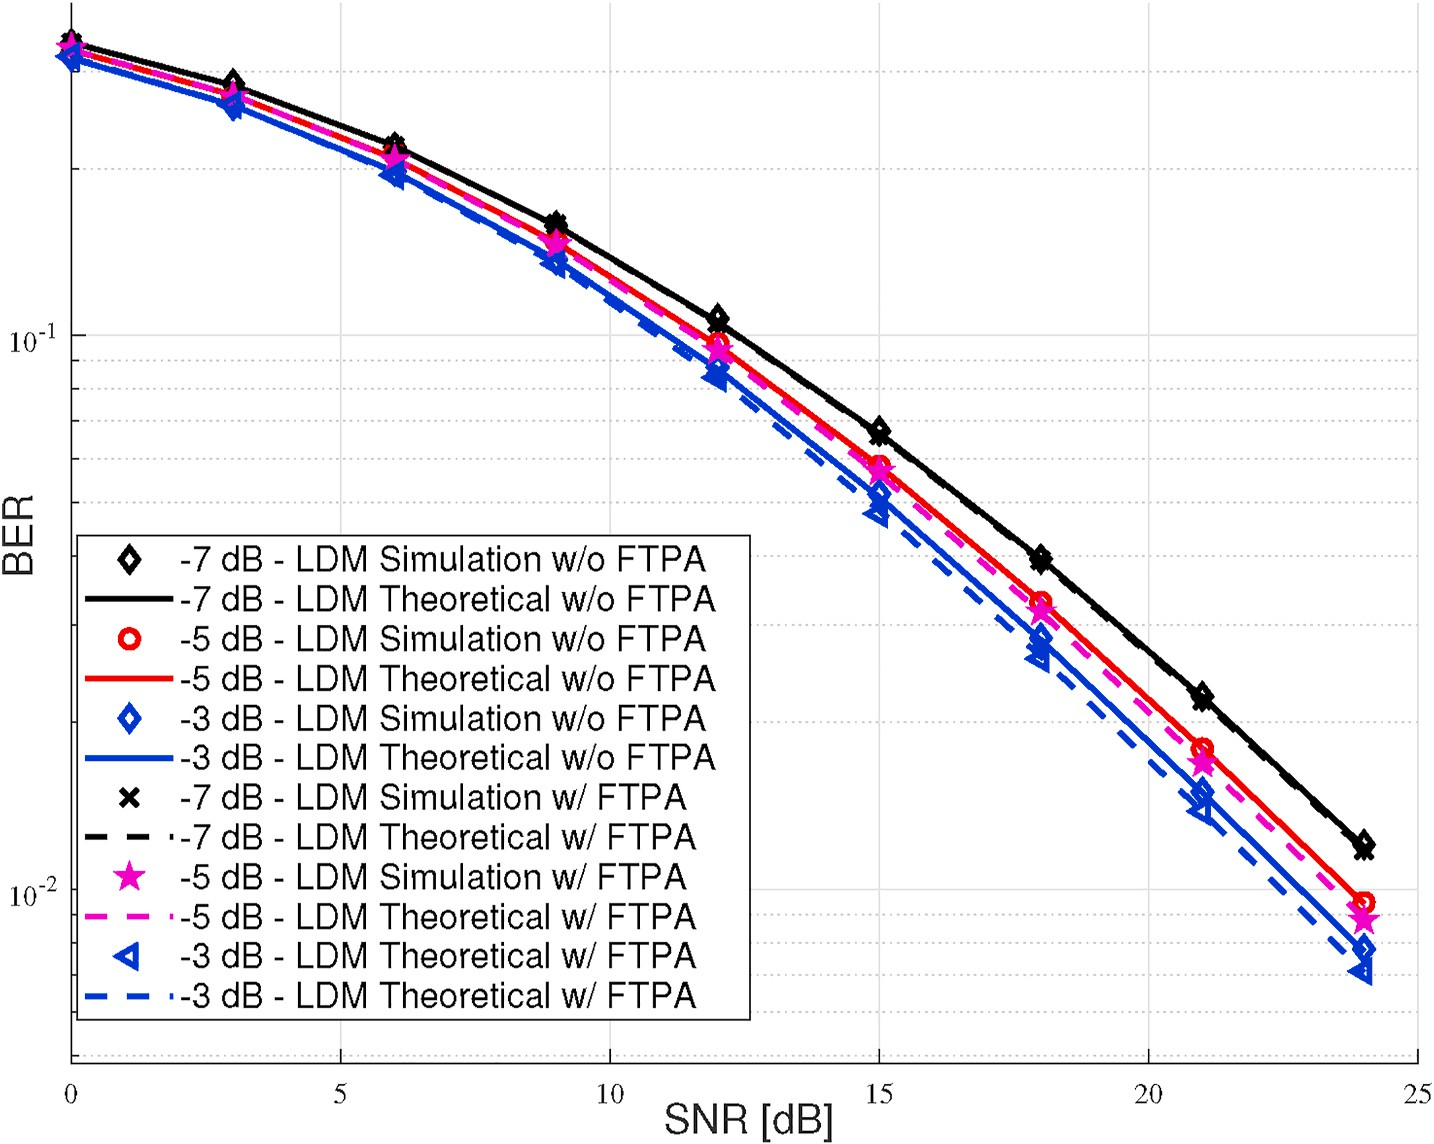 BER
10-1
10-2
-7 dB - LDM Simulation w/o FTPA
-7 dB - LDM Theoretical w/o FTPA
-5 dB - LDM Simulation w/o FTPA
-5 dB - LDM Theoretical w/o FTPA
-3 dB - LDM Simulation w/o FTPA
-3 dB - LDM Theoretical w/o FTPA
-7 dB - LDM Simulation w/ FTPA
-7 dB - LDM Theoretical w/ FTPA
-5 dB - LDM Simulation w/ FTPA
-5 dB - LDM Theoretical w/ FTPA
-3 dB - LDM Theoretical w/ FTPA
-3 dB - LDM Theoretical w/ FTPA
0 5 10 15 20 25
SNR [dB]